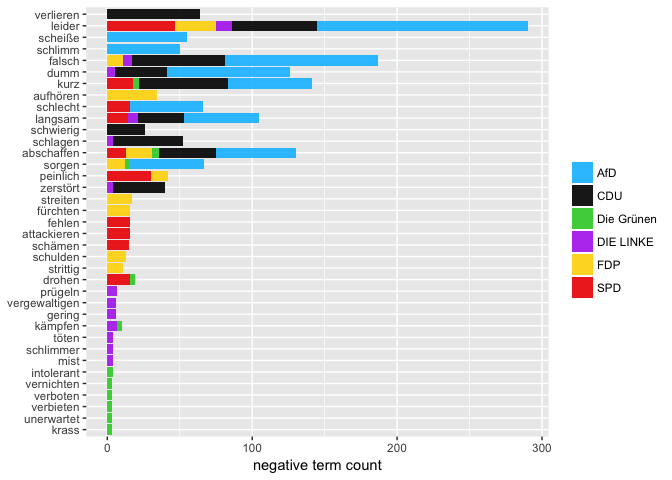 verlieren
leider
scheiße
schlimm
falsch
dumm
kurz
aufhören
schlecht
langsam
schwierig
schlagen
abschaffen
sorgen
peinlich
zerstört
streiten
fürchten
fehlen
attackieren
schämen
schulden
strittig
drohen
prügeln
vergewaltigen
gering
kämpfen
töten
schlimmer
mist
intolerant
vernichten
verboten
verbieten
unerwartet
krass
0 100 200 300
negative term count
AfD
CDU
Die Grünen
DIE LINKE
FDP
SPD